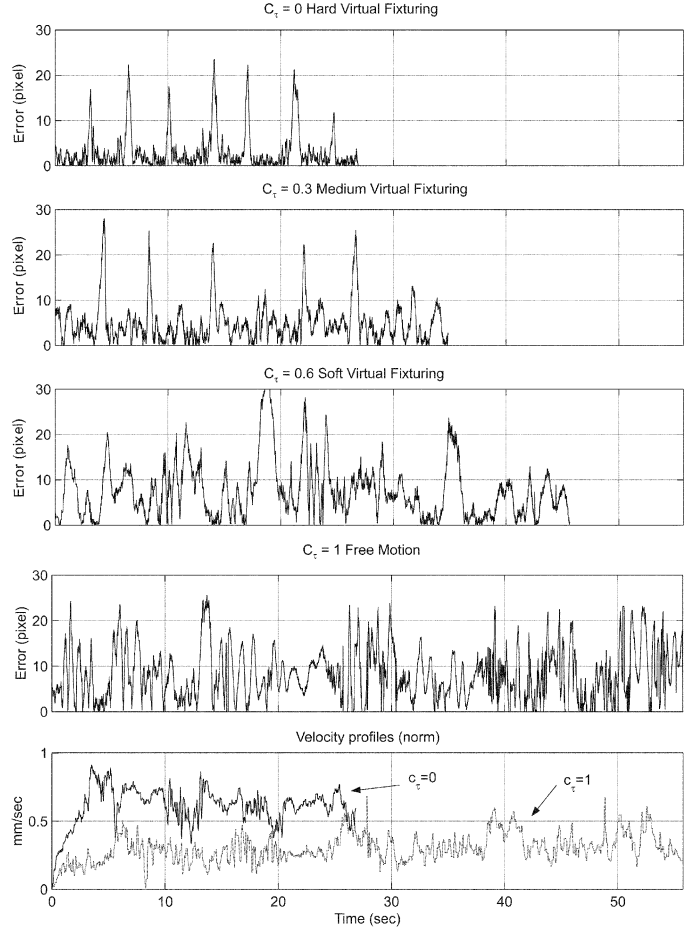 Cτ = 0 Hard Virtual Fixturing
30
20
10
0
Error (pixel)
Cτ = 0.3 Medium Virtual Fixturing
30
20
10
0
Error (pixel)
Cτ = 0.6 Soft Virtual Fixturing
30
20
10
0
Error (pixel)
Cτ = 1 Free Motion
30
20
10
0
Error (pixel)
Velocity profiles (norm)
1
0.5
0
mm/sec
cτ=0
cτ=1
0 10 20 30 40 50
Time (sec)